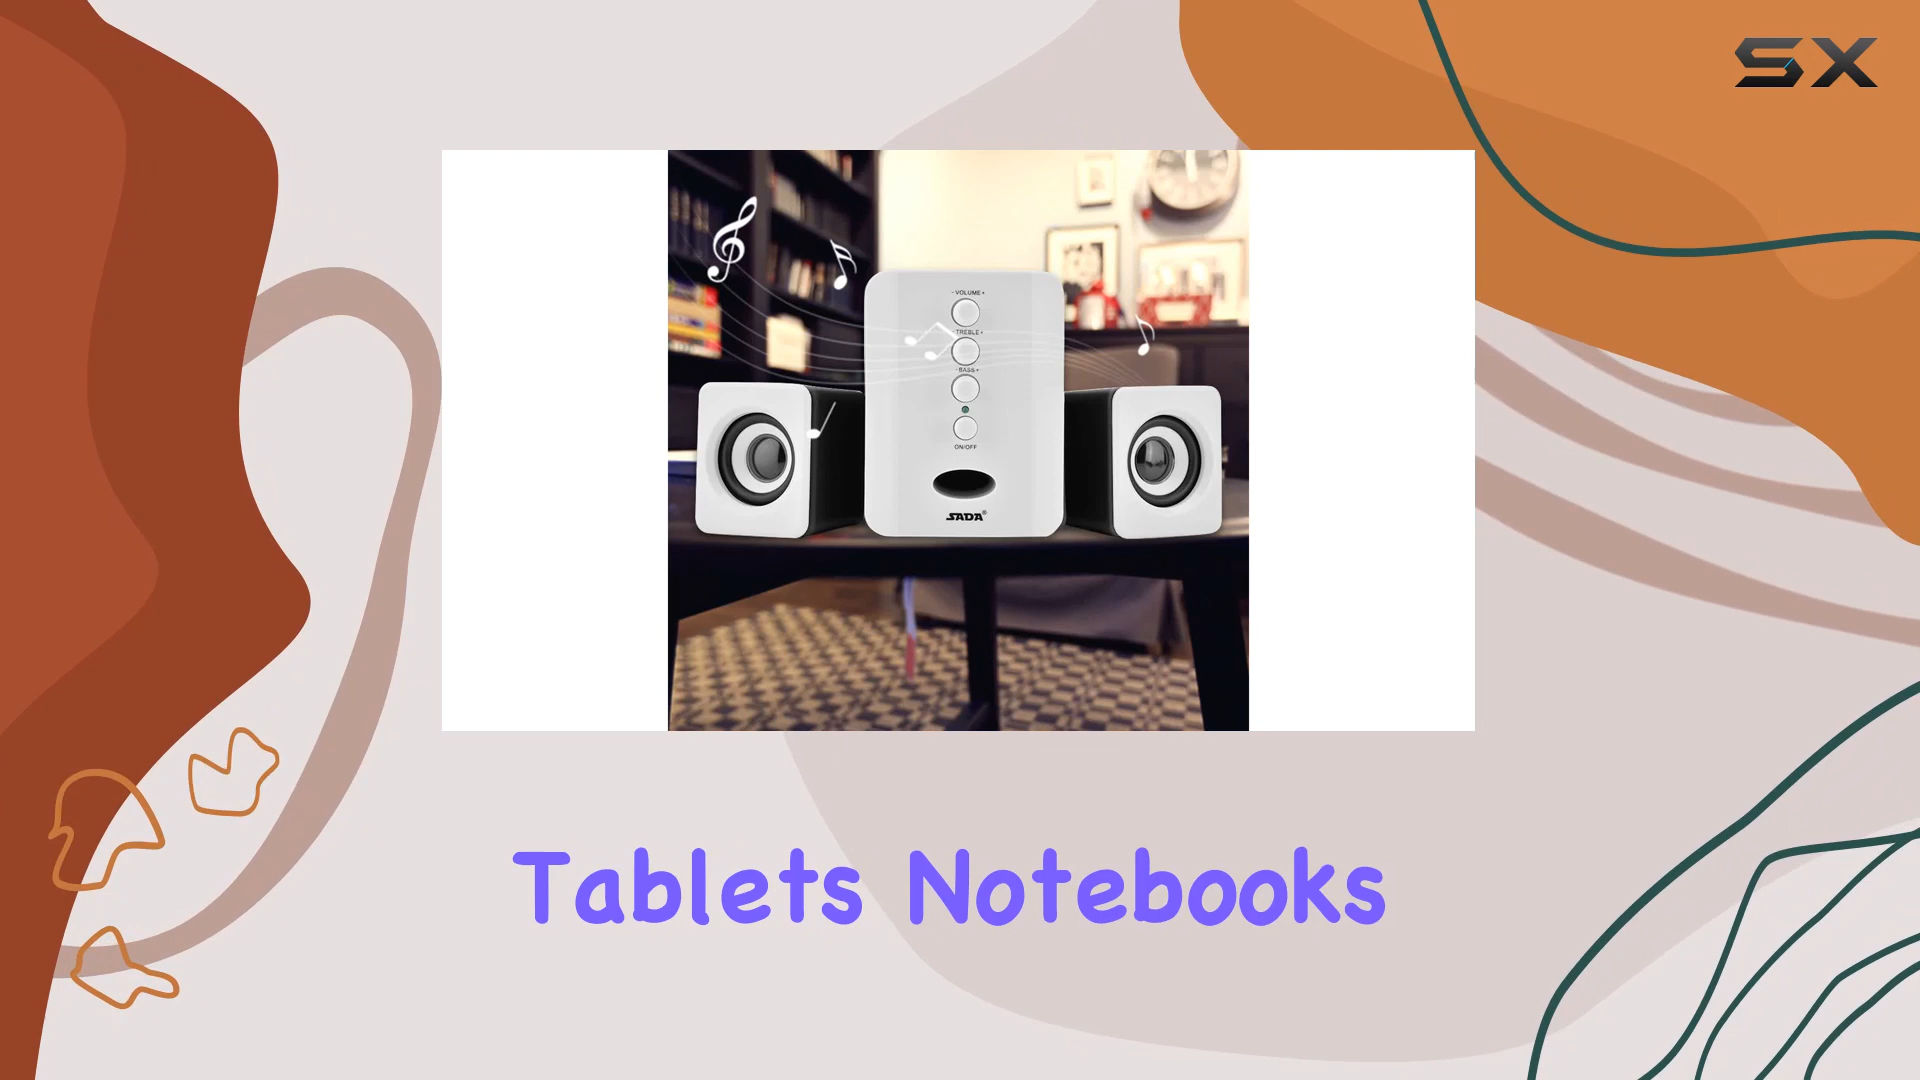 SX
- VOLUME +
- TREBLE +
- BASS +
ON/OFF
SADA®
Tablets Notebooks